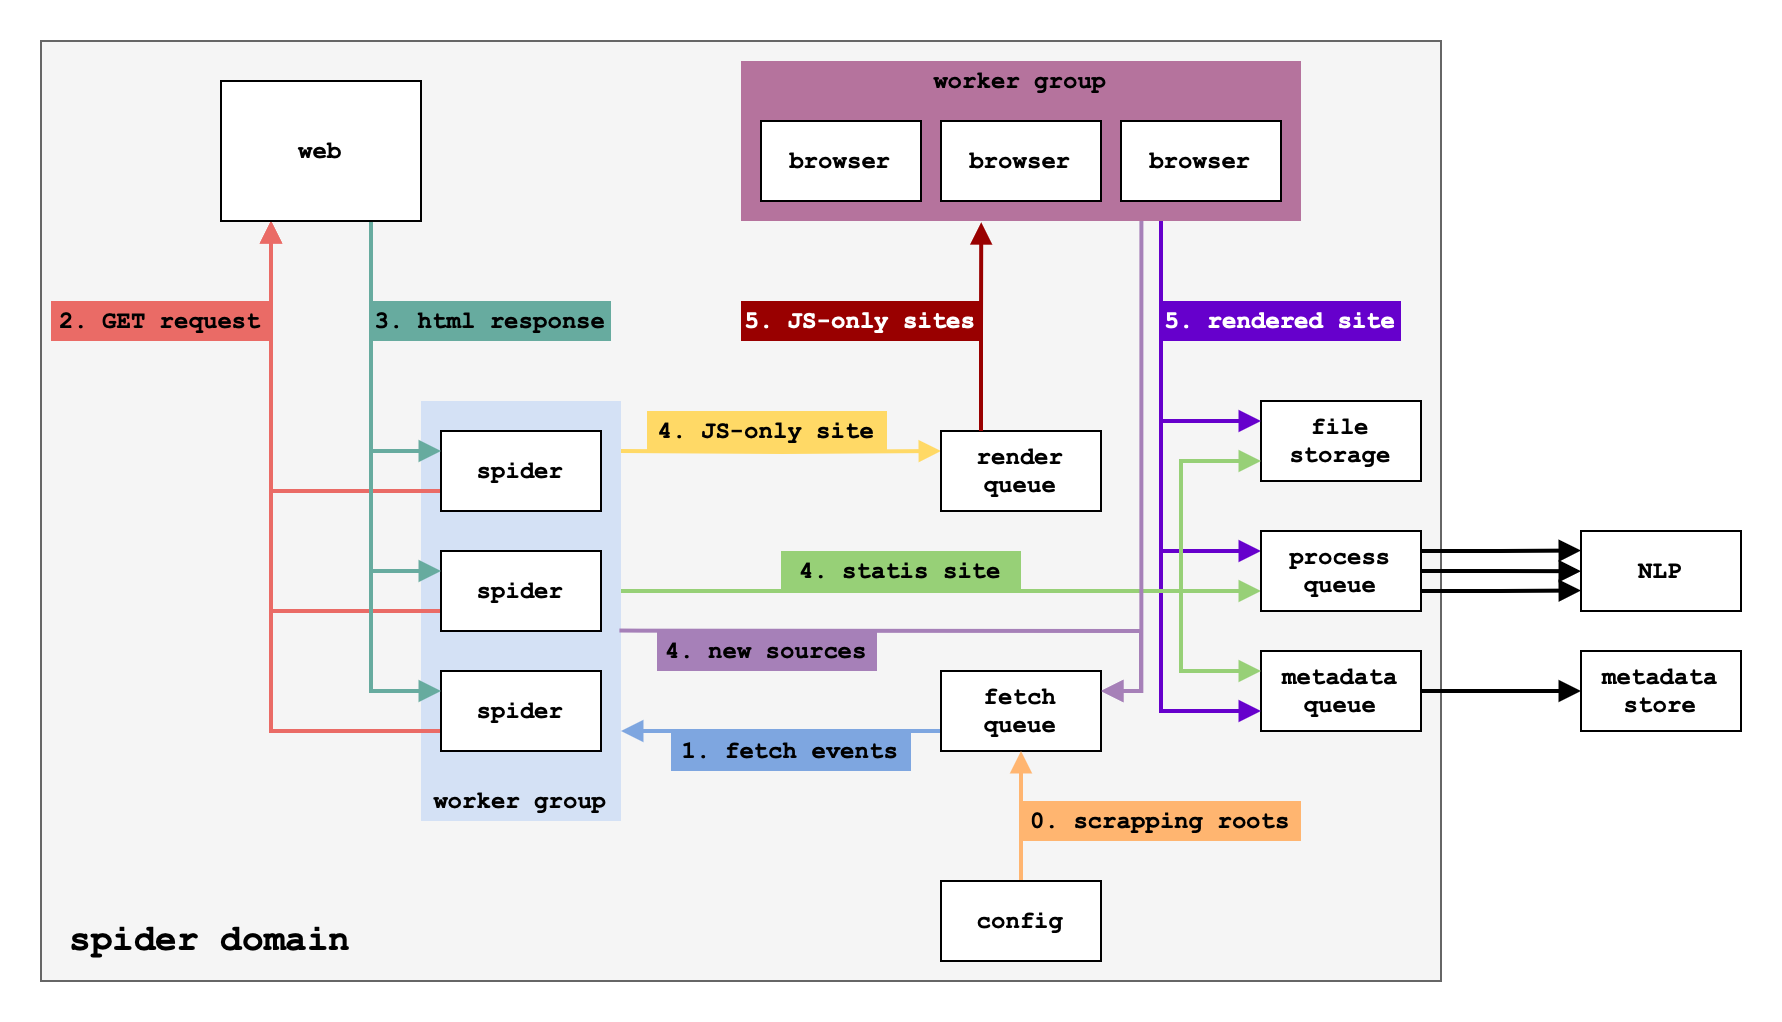 worker group
web
browser
browser
browser
2. GET request
3. html response
5. JS-only sites
5. rendered site
4. JS-only site
spider
render
queue
file
storage
4. statis site
spider
process
queue
NLP
4. new sources
spider
fetch
queue
metadata
queue
metadata
store
1. fetch events
worker group
0. scrapping roots
config
spider domain